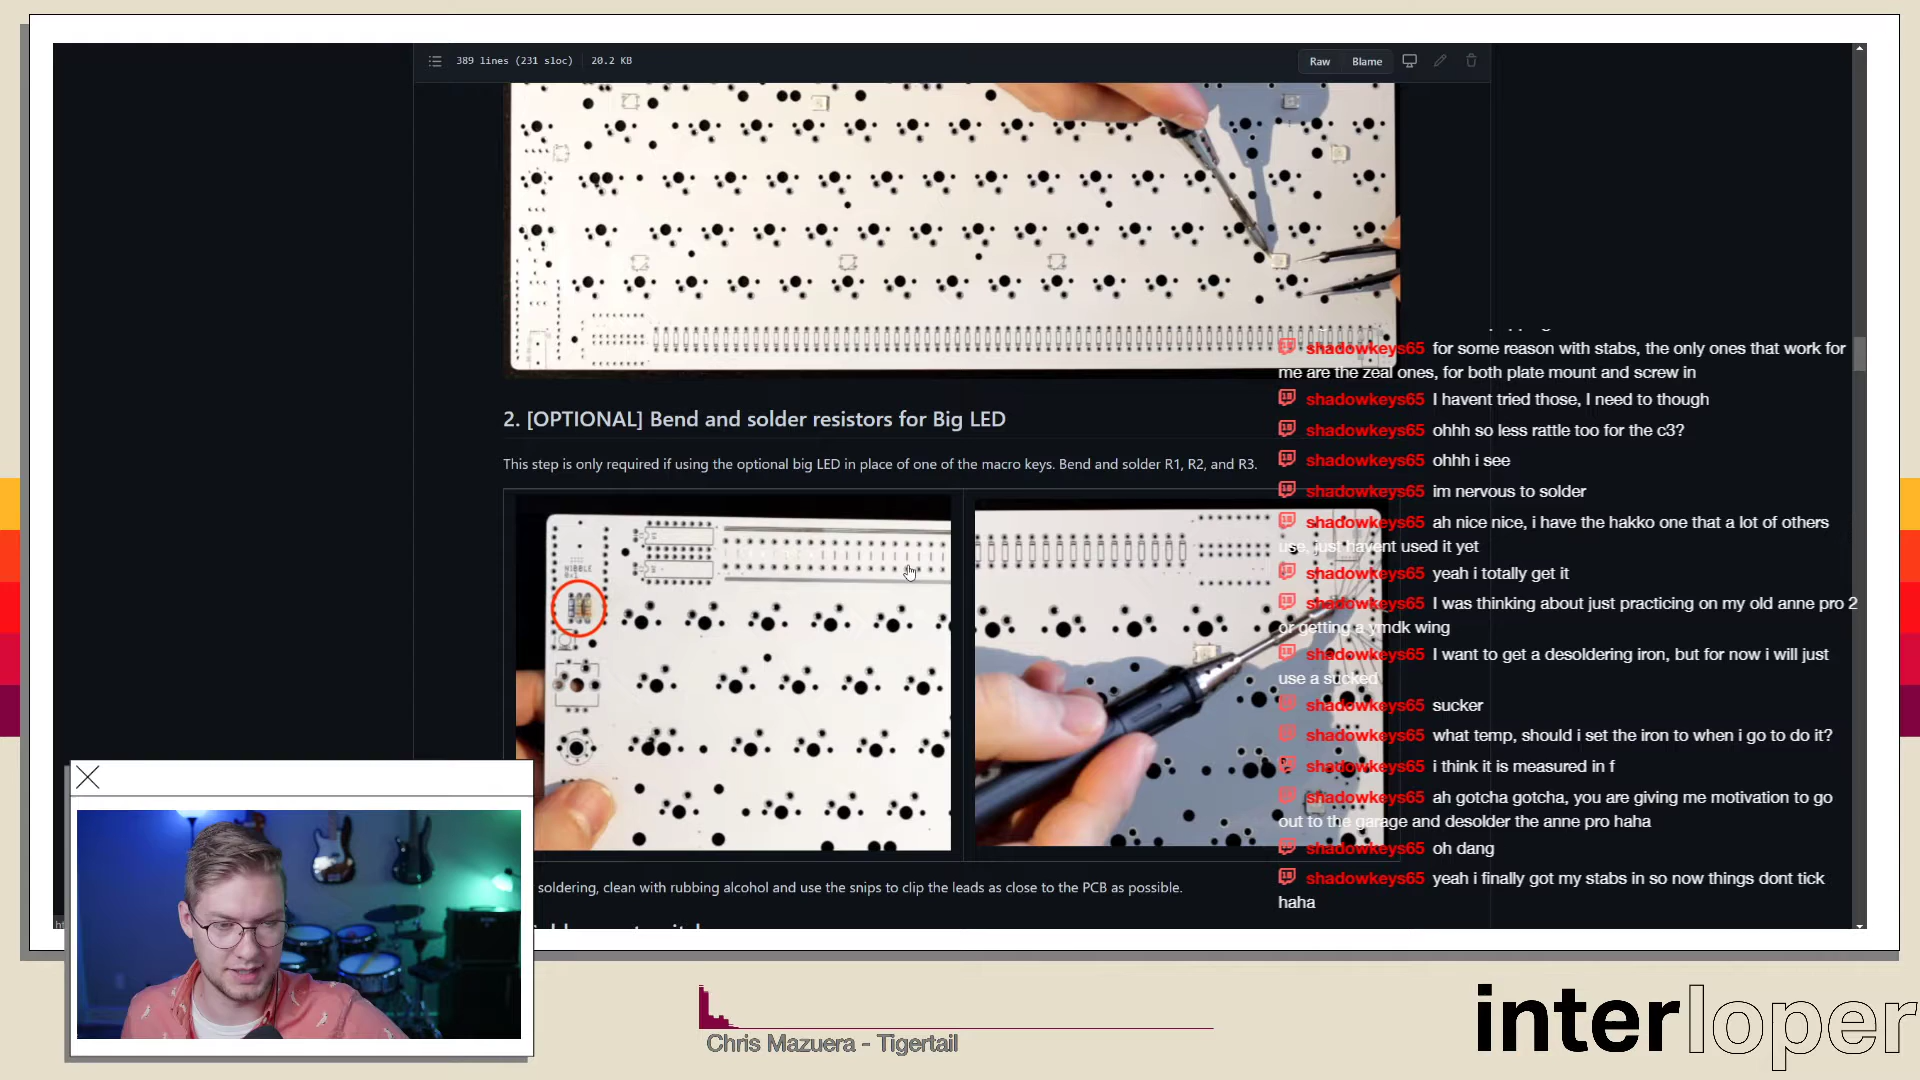 389 lines (231 sloc)
20.2 KB
Raw
Blame
2. [OPTIONAL] Bend and solder resistors for Big LED
This step is only required if using the optional big LED in place of one of the macro keys. Bend and solder R1, R2, and R3.
NIBBLE
soldering, clean with rubbing alcohol and use the snips to clip the leads as close to the PCB as possible.
shadowkeys65 for some reason with stabs, the only ones that work for
me are the zeal ones, for both plate mount and screw in
shadowkeys65 I havent tried those, I need to though
shadowkeys65 ohhh so less rattle too for the c3?
shadowkeys65 ohhh i see
shadowkeys65 im nervous to solder
shadowkeys65 ah nice nice, i have the hakko one that a lot of others
use, just havent used it yet
shadowkeys65 yeah i totally get it
shadowkeys65 I was thinking about just practicing on my old anne pro 2
or getting a ymdk wing
shadowkeys65 I want to get a desoldering iron, but for now i will just
use a sucked
shadowkeys65 sucker
shadowkeys65 what temp, should i set the iron to when i go to do it?
shadowkeys65 i think it is measured in f
shadowkeys65 ah gotcha gotcha, you are giving me motivation to go
out to the garage and desolder the anne pro haha
shadowkeys65 oh dang
shadowkeys65 yeah i finally got my stabs in so now things dont tick
haha
Chris Mazuera - Tigertail
interloper